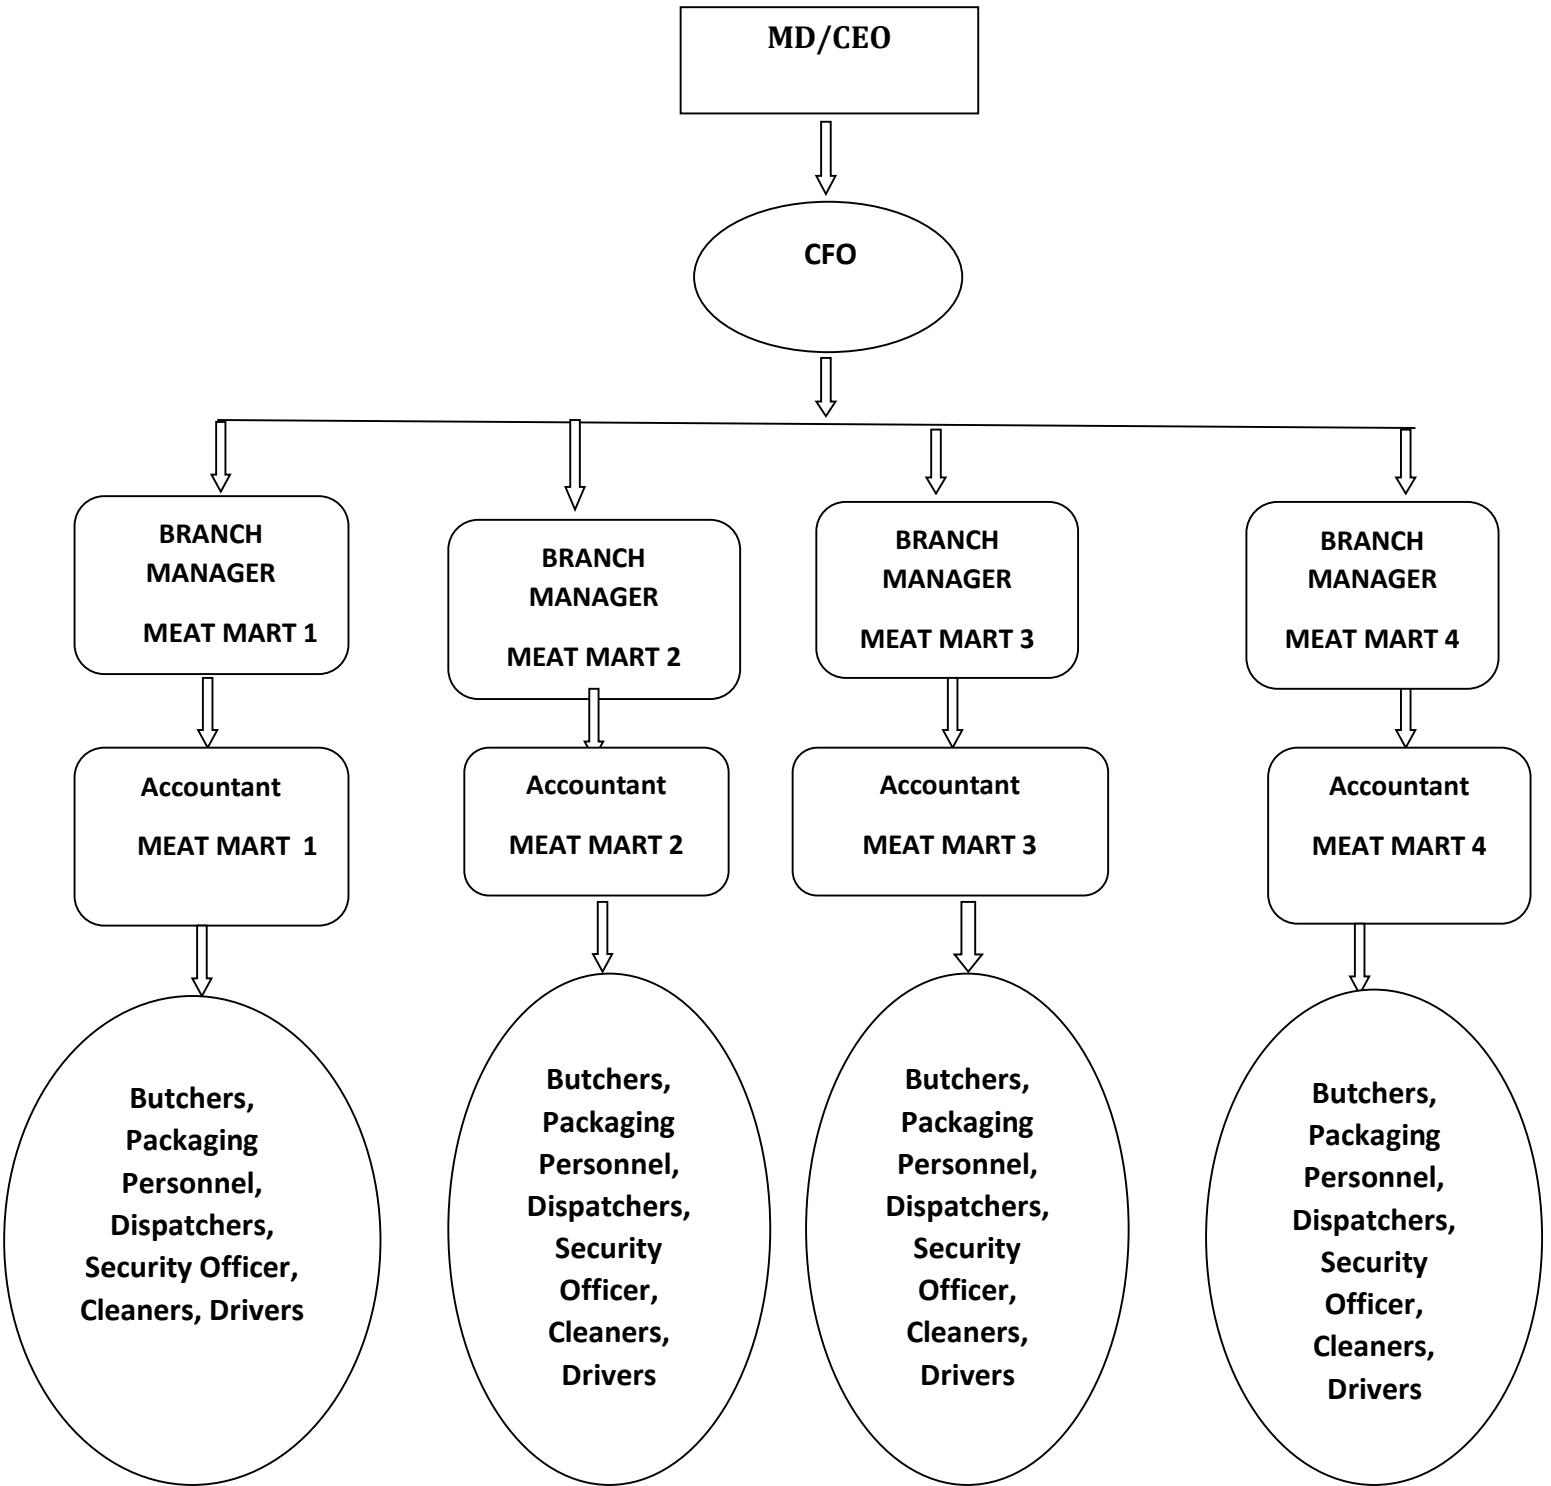 MD/CEO
CFO
BRANCH
MANAGER
MEAT MART 1
BRANCH
MANAGER
MEAT MART 2
BRANCH
MANAGER
MEAT MART 3
BRANCH
MANAGER
MEAT MART 4
Accountant
MEAT MART  1
Accountant
MEAT MART 2
Accountant
MEAT MART 3
Accountant
MEAT MART 4
Butchers,
Packaging
Personnel,
Dispatchers,
Security Officer,
Cleaners, Drivers
Butchers,
Packaging
Personnel,
Dispatchers,
Security
Officer,
Cleaners,
Drivers
Butchers,
Packaging
Personnel,
Dispatchers,
Security
Officer,
Cleaners,
Drivers
Butchers,
Packaging
Personnel,
Dispatchers,
Security
Officer,
Cleaners,
Drivers